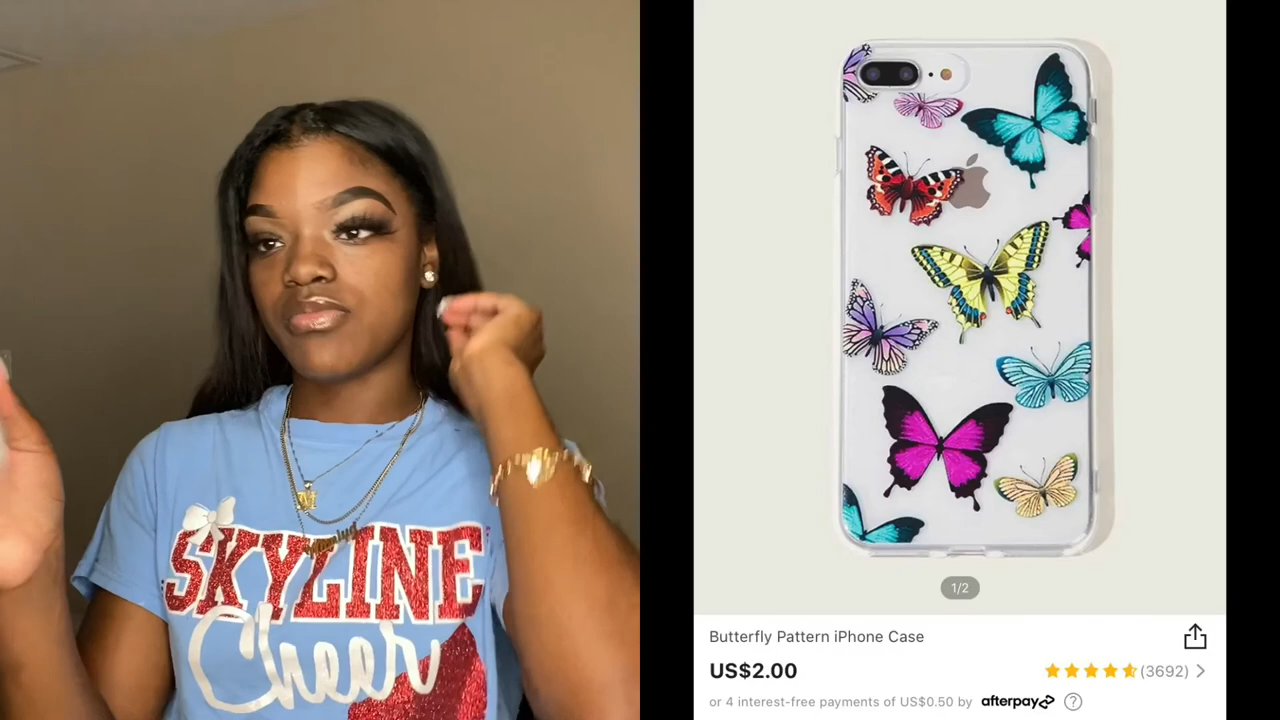 SKYLINE
Cheer
1/2
Butterfly Pattern iPhone Case
US$2.00
(3692)
or 4 interest-free payments of US$0.50 by afterpay ?